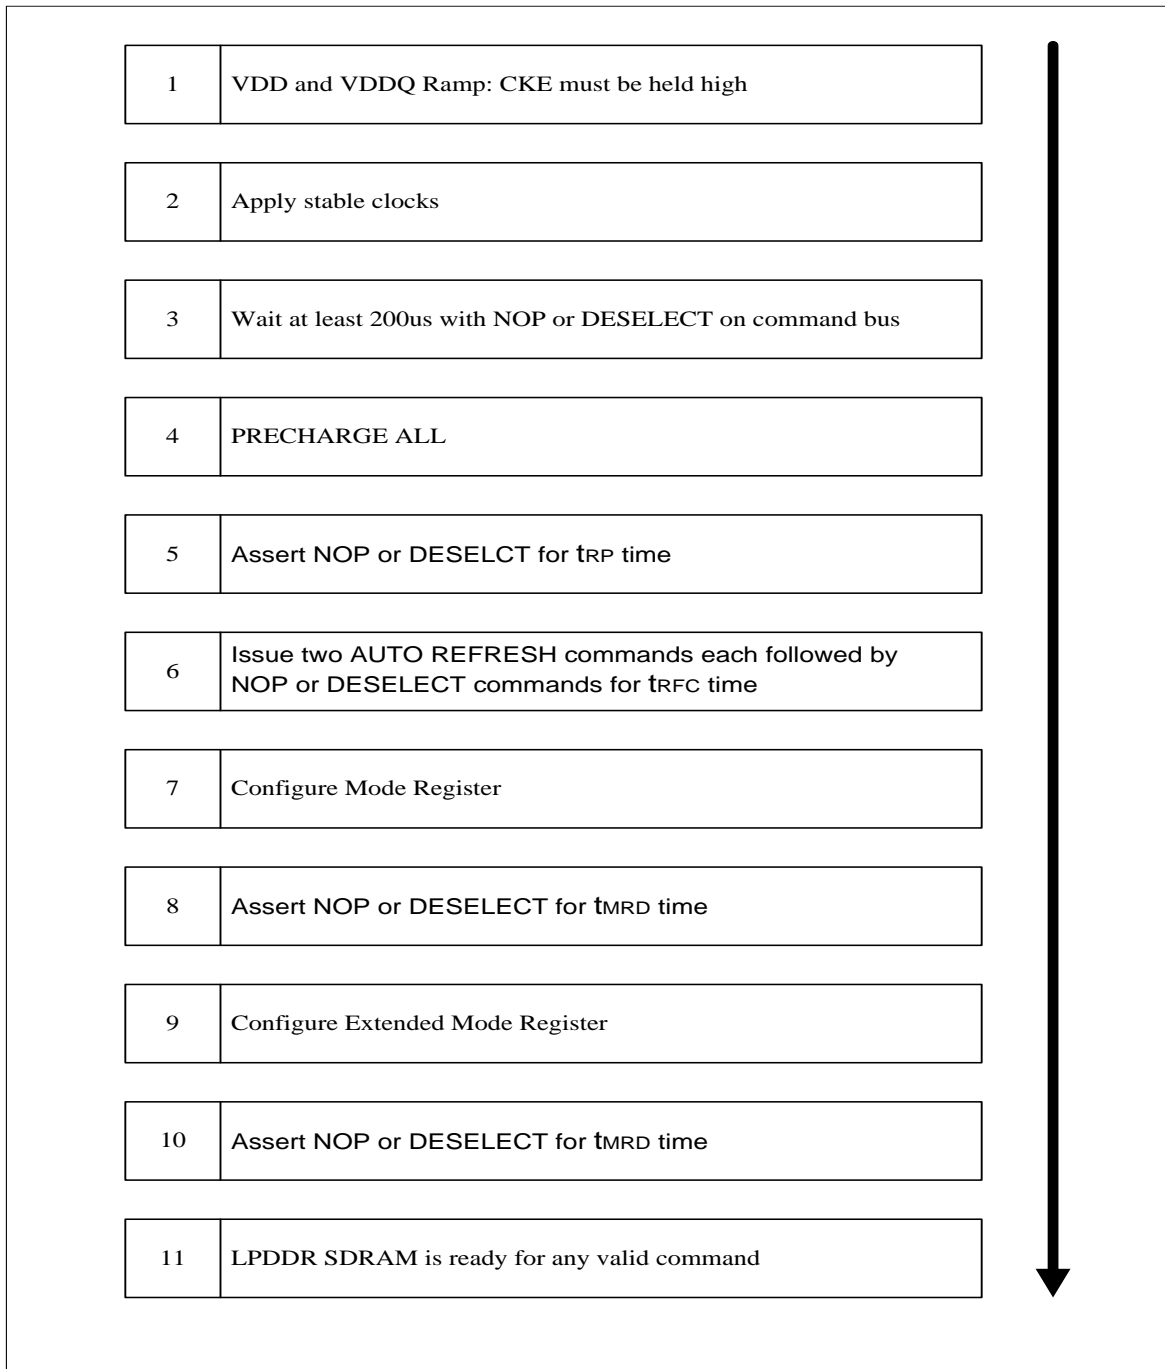 1 VDD and VDDQ Ramp: CKE must be held high
2 Apply stable clocks
3 Wait at least 200us with NOP or DESELECT on command bus
4 PRECHARGE ALL
5 Assert NOP or DESELCT for tRP time
6 Issue two AUTO REFRESH commands each followed by
NOP or DESELECT commands for tRFC time
7 Configure Mode Register
8 Assert NOP or DESELECT for tMRD time
9 Configure Extended Mode Register
10 Assert NOP or DESELECT for tMRD time
11 LPDDR SDRAM is ready for any valid command